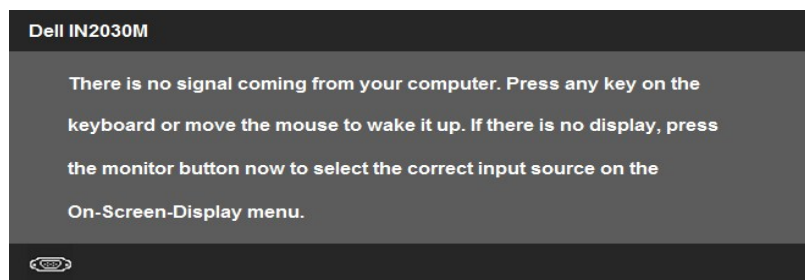 Dell IN2030M
There is no signal coming from your computer. Press any key on the
keyboard or move the mouse to wake it up. If there is no display, press
the monitor button now to select the correct input source on the
On-Screen-Display menu.